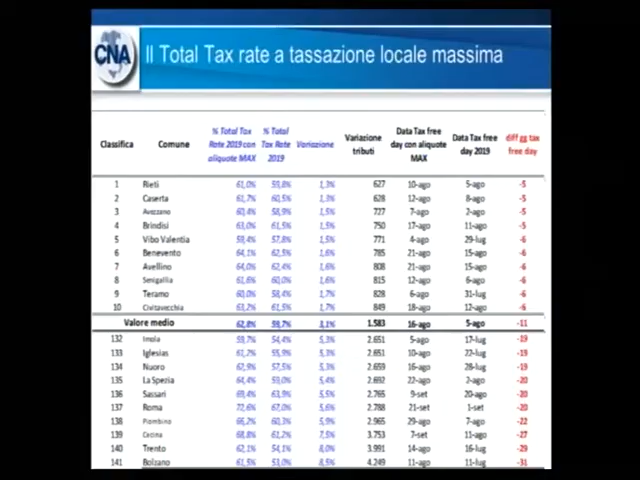 CNA Il Total Tax rate a tassazione locale massima
Classifica Comune % Total Tax Rate 2019 con aliquote MAX % Total Tax Rate 2019 Variazione Variazione tributi Data Tax free day con aliquote MAX Data Tax free day 2019 diff gg tax free day
1 Rieti 61,0% 59,8% 1,3% 627 10-ago 5-ago -5
2 Caserta 61,7% 60,5% 1,3% 628 12-ago 8-ago -5
3 Avezzano 60,4% 58,9% 1,5% 727 7-ago 2-ago -5
4 Brindisi 63,0% 61,5% 1,5% 750 17-ago 11-ago -5
5 Vibo Valentia 59,4% 57,8% 1,5% 771 4-ago 29-lug -6
6 Benevento 64,1% 62,5% 1,6% 785 21-ago 15-ago -6
7 Avellino 64,0% 62,4% 1,6% 808 21-ago 15-ago -6
8 Senigallia 61,6% 60,0% 1,6% 815 12-ago 6-ago -6
9 Teramo 60,0% 58,4% 1,7% 828 6-ago 31-lug -6
10 Civitavecchia 63,2% 61,5% 1,7% 849 18-ago 12-ago -6
Valore medio 62,8% 59,7% 3,1% 1.583 16-ago 5-ago -11
132 Imola 59,7% 54,4% 5,3% 2.651 5-ago 17-lug -19
133 Iglesias 61,2% 55,9% 5,3% 2.651 10-ago 22-lug -19
134 Nuoro 62,9% 57,5% 5,3% 2.659 16-ago 28-lug -19
135 La Spezia 64,4% 59,0% 5,4% 2.692 22-ago 2-ago -20
136 Sassari 69,4% 63,9% 5,5% 2.765 9-set 20-ago -20
137 Roma 72,6% 67,0% 5,6% 2.788 21-set 1-set -20
138 Piombino 66,2% 60,3% 5,9% 2.965 29-ago 7-ago -22
139 Cecina 68,8% 61,2% 7,5% 3.753 7-set 11-ago -27
140 Trento 62,1% 54,1% 8,0% 3.991 14-ago 16-lug -29
141 Bolzano 61,5% 53,0% 8,5% 4.249 11-ago 11-lug -31